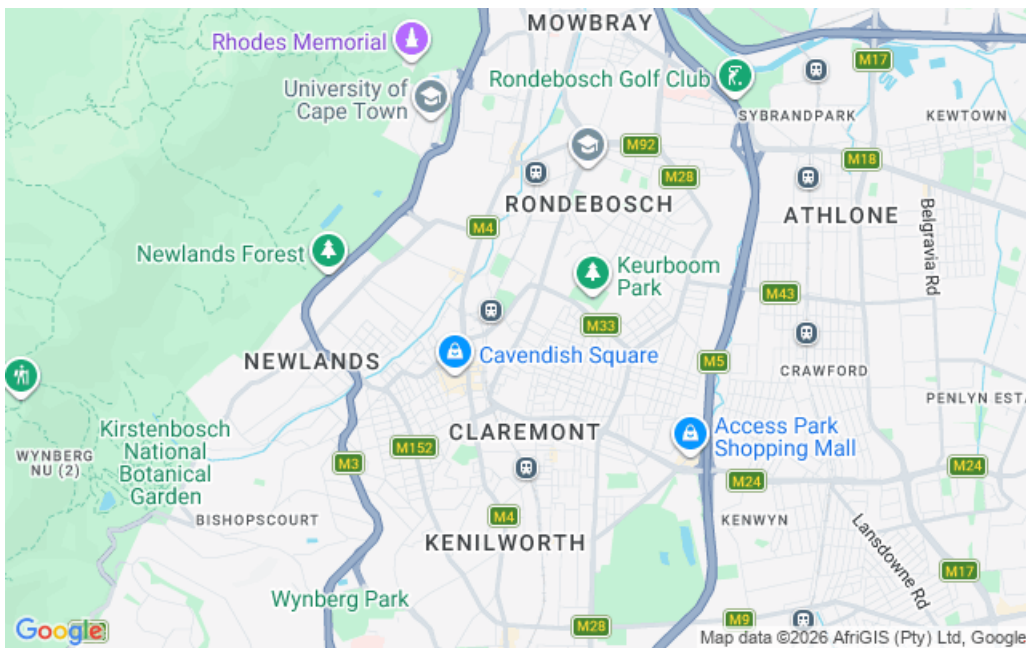 MOWBRAY
Rhodes Memorial
M17
Rondebosch Golf Club
University of
Cape Town
SYBRANDPARK
KEWTOWN
M92
M18
M28
RONDEBOSCH
ATHLONE
Belgravia Rd
M4
Newlands Forest
Keurboom
Park
M43
M33
Cavendish Square
NEWLANDS
M5
CRAWFORD
PENLYN ESTA
Kirstenbosch
National
Botanical
Garden
WYNBERG
NU (2)
CLAREMONT
Access Park
Shopping Mall
M152
M3
M24
M24
BISHOPSCOURT
M4
KENWYN
Lansdowne Rd
KENILWORTH
M17
Wynberg Park
M28
M9
Google
Map data ©2026 AfriGIS (Pty) Ltd, Google